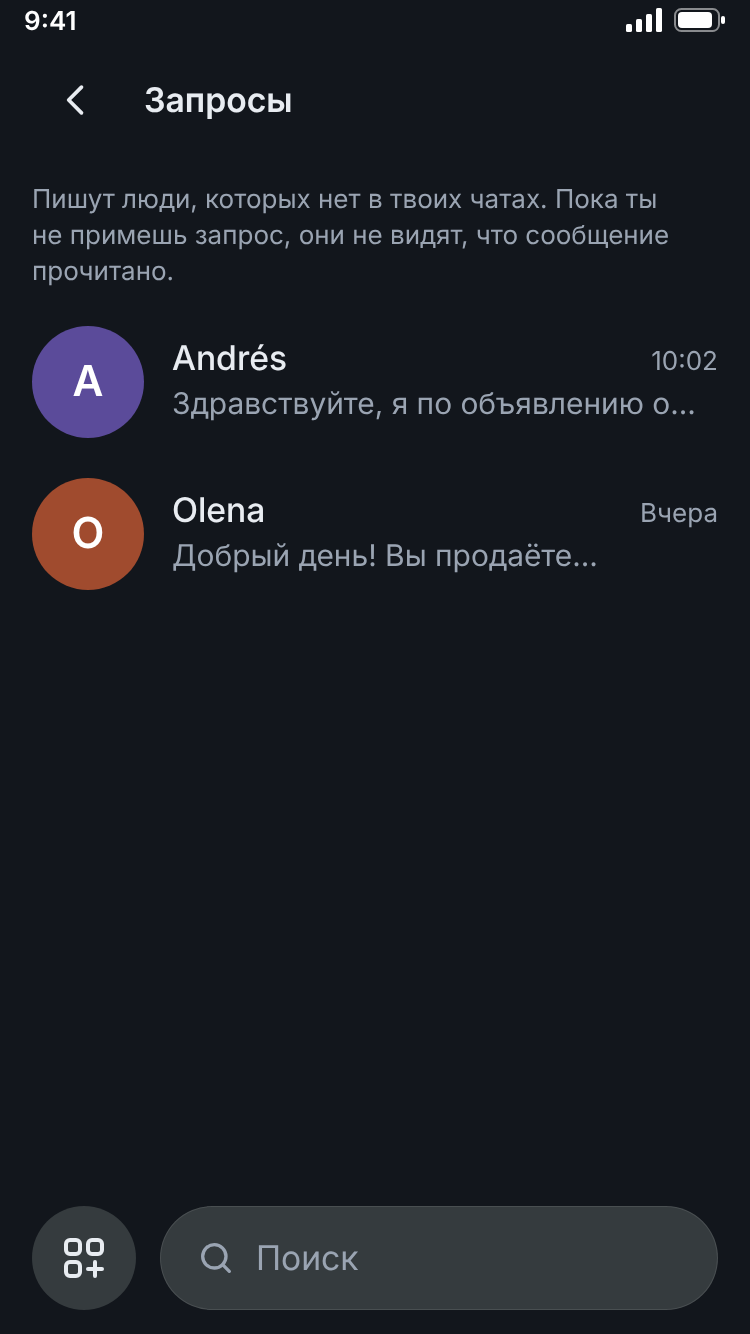 9:41
Запросы
Пишут люди, которых нет в твоих чатах. Пока ты
не примешь запрос, они не видят, что сообщение
прочитано.
A
Andrés
10:02
Здравствуйте, я по объявлению о...
O
Olena
Вчера
Добрый день! Вы продаёте...
Поиск